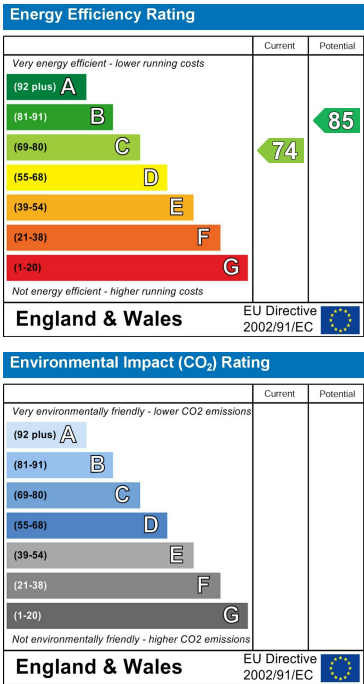 Energy Efficiency Rating
Current Potential
Very energy efficient - lower running costs
(92 plus) A
(81-91) B
(69-80) C
(55-68) D
(39-54) E
(21-38) F
(1-20) G
74
85
Not energy efficient - higher running costs
England & Wales
EU Directive
2002/91/EC
Environmental Impact (CO₂) Rating
Current Potential
Very environmentally friendly - lower CO2 emissions
(92 plus) A
(81-91) B
(69-80) C
(55-68) D
(39-54) E
(21-38) F
(1-20) G
Not environmentally friendly - higher CO2 emissions
England & Wales
EU Directive
2002/91/EC